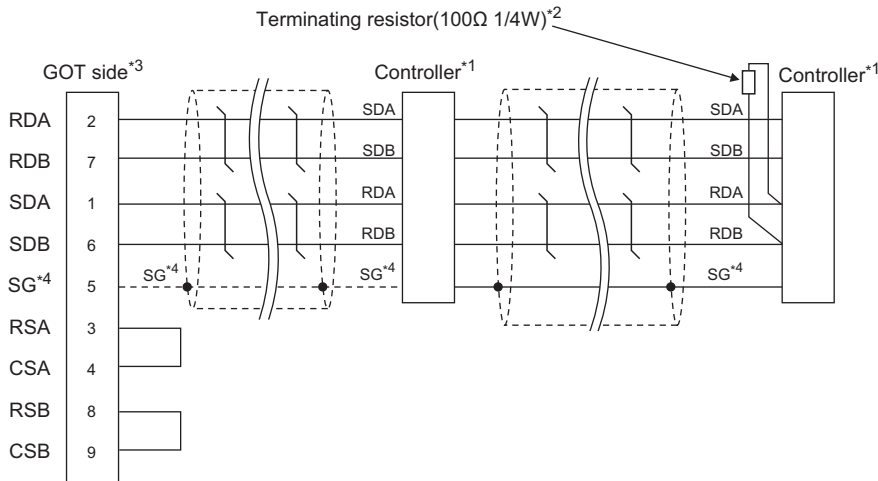 Terminating resistor(100Ω 1/4W)*2
GOT side*3 Controller*1 Controller*1
RDA 2 SDA SDA
RDB 7 SDB SDB
SDA 1 RDA RDA
SDB 6 RDB RDB
SG*4 5 SG*4 SG*4 SG*4
RSA 3
CSA 4
RSB 8
CSB 9